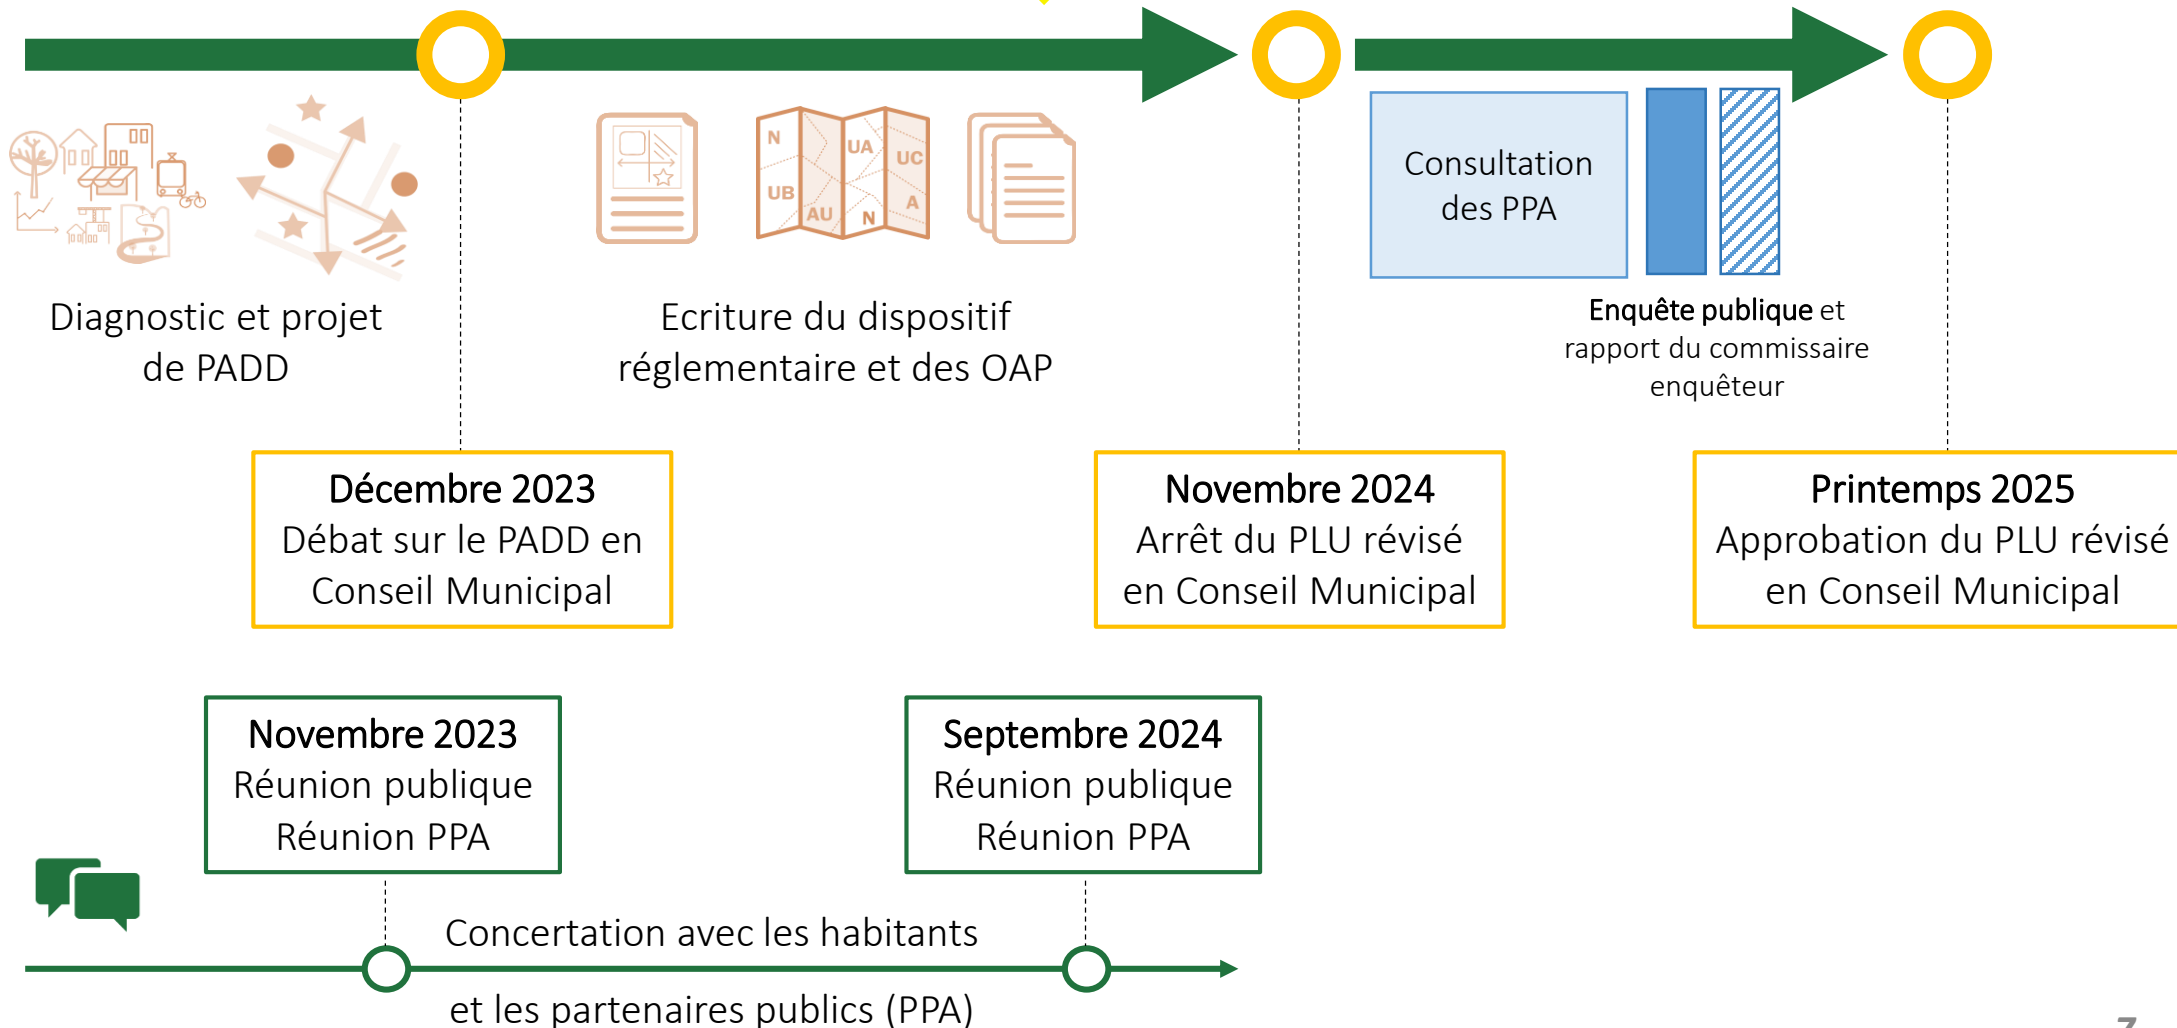 N
UB
AU
UA
N
UC
A
Consultation
des PPA
Diagnostic et projet
de PADD
Ecriture du dispositif
réglementaire et des OAP
Enquête publique et
rapport du commissaire
enquêteur
Décembre 2023
Débat sur le PADD en
Conseil Municipal
Novembre 2024
Arrêt du PLU révisé
en Conseil Municipal
Printemps 2025
Approbation du PLU révisé
en Conseil Municipal
Novembre 2023
Réunion publique
Réunion PPA
Septembre 2024
Réunion publique
Réunion PPA
Concertation avec les habitants
et les partenaires publics (PPA)